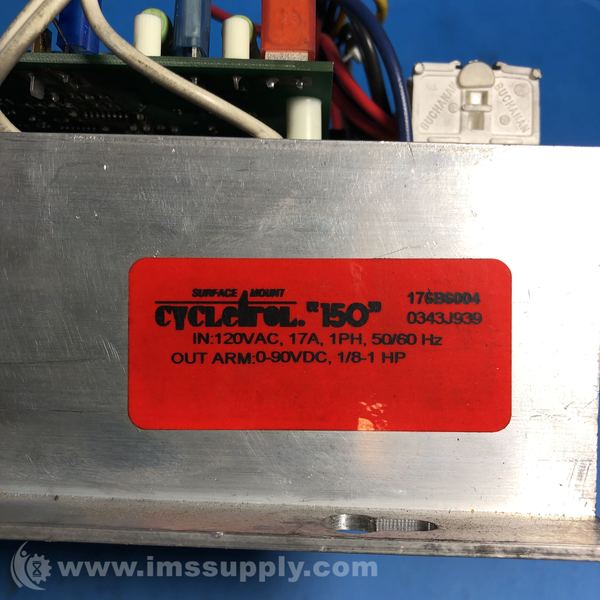 BUCHANAN BUCHANAN
SURFACE MOUNT
CYCLETROL. "150"
176B6004
0343J939
IN:120VAC, 17A, 1PH, 50/60 Hz
OUT ARM:0-90VDC, 1/8-1 HP
www.imssupply.com